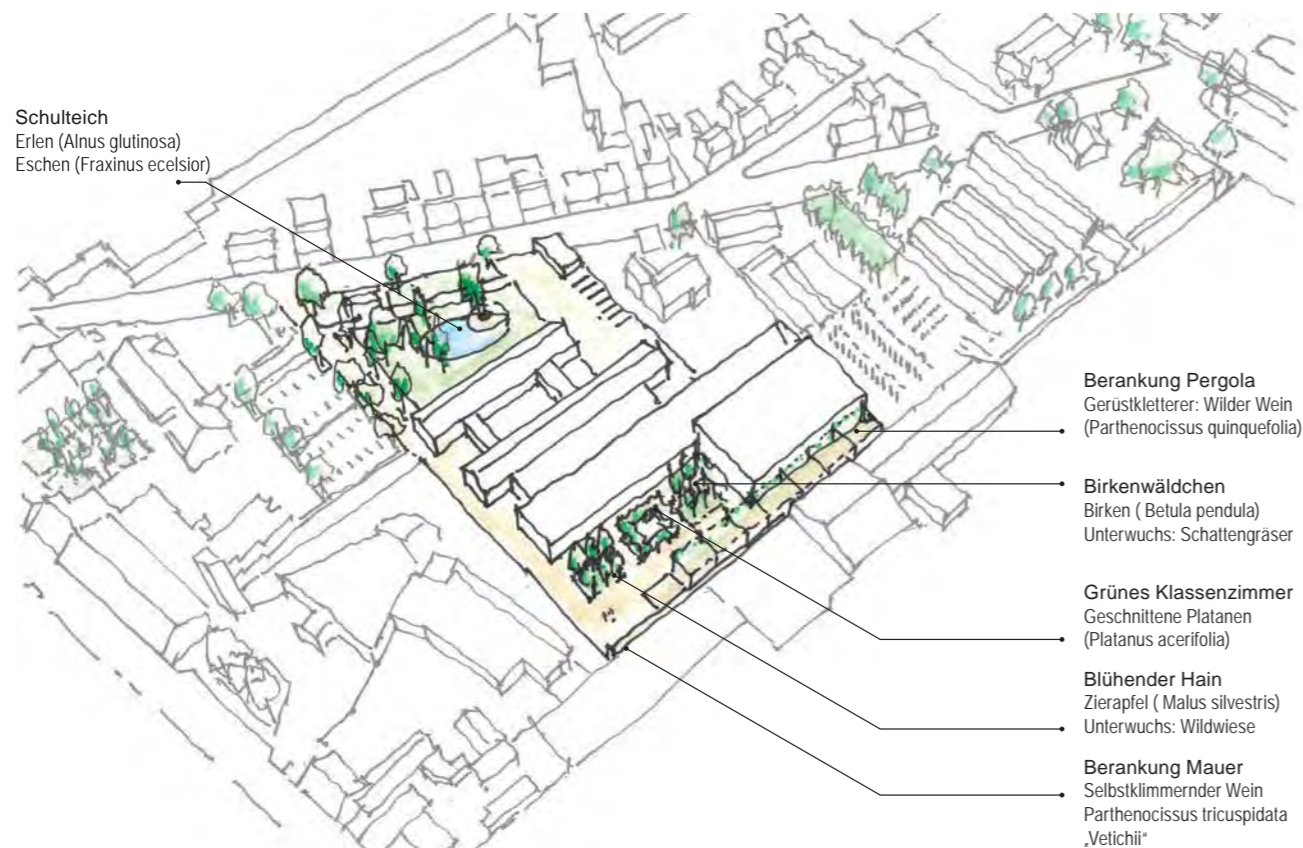 Schulteich
Erlen (Alnus glutinosa)
Eschen (Fraxinus ecelsior)
Berankung Pergola
Gerüstkletterer: Wilder Wein
(Parthenocissus quinquefolia)
Birkenwäldchen
Birken ( Betula pendula)
Unterwuchs: Schattengräser
Grünes Klassenzimmer
Geschnittene Platanen
(Platanus acerifolia)
Blühender Hain
Zierapfel ( Malus silvestris)
Unterwuchs: Wildwiese
Berankung Mauer
Selbstklimmernder Wein
Parthenocissus tricuspidata
„Vetichii“